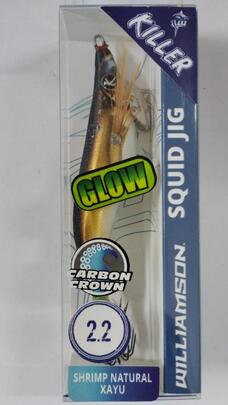 KILLER
WILLIAMSON. SQUID JIG
GLOW
CARBON
CROWN
2.2
SHRIMP NATURAL
XAYU